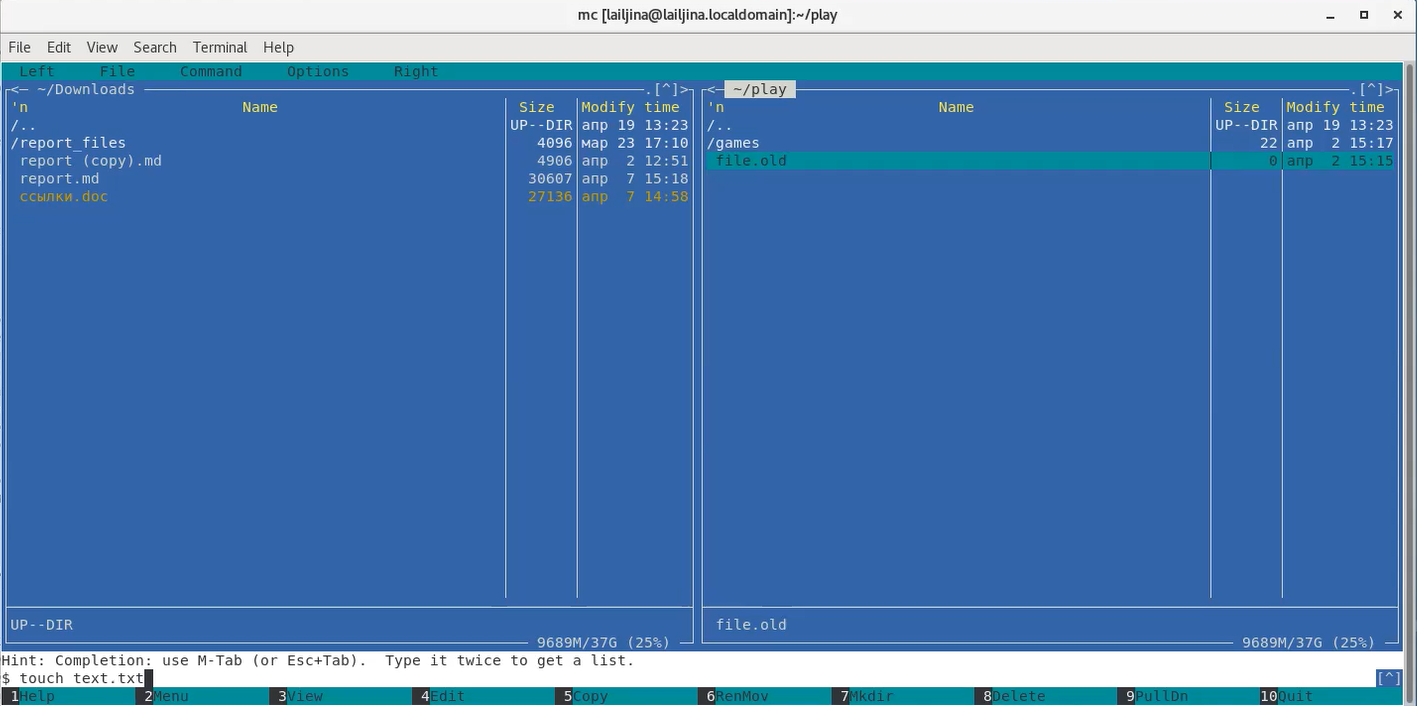 mc [lailjina@lailjina.localdomain]:~/play
File Edit View Search Terminal Help
Left File Command Options Right
<─ ~/Downloads ─ .[^]>
'n Name Size Modify time
/.. UP--DIR апр 19 13:23
/report_files 4096 мар 23 17:10
report (copy).md 4906 апр 2 12:51
report.md 30607 апр 7 15:18
ссылки.doc 27136 апр 7 14:58
UP--DIR
9689M/37G (25%)
<─ ~/play ─ .[^]>
'n Name Size Modify time
/.. UP--DIR апр 19 13:23
/games 22 апр 2 15:17
file.old 0 апр 2 15:15
file.old
9689M/37G (25%)
Hint: Completion: use M-Tab (or Esc+Tab). Type it twice to get a list.
$ touch text.txt [^]
1Help 2Menu 3View 4Edit 5Copy 6RenMov 7Mkdir 8Delete 9PullDn 10Quit